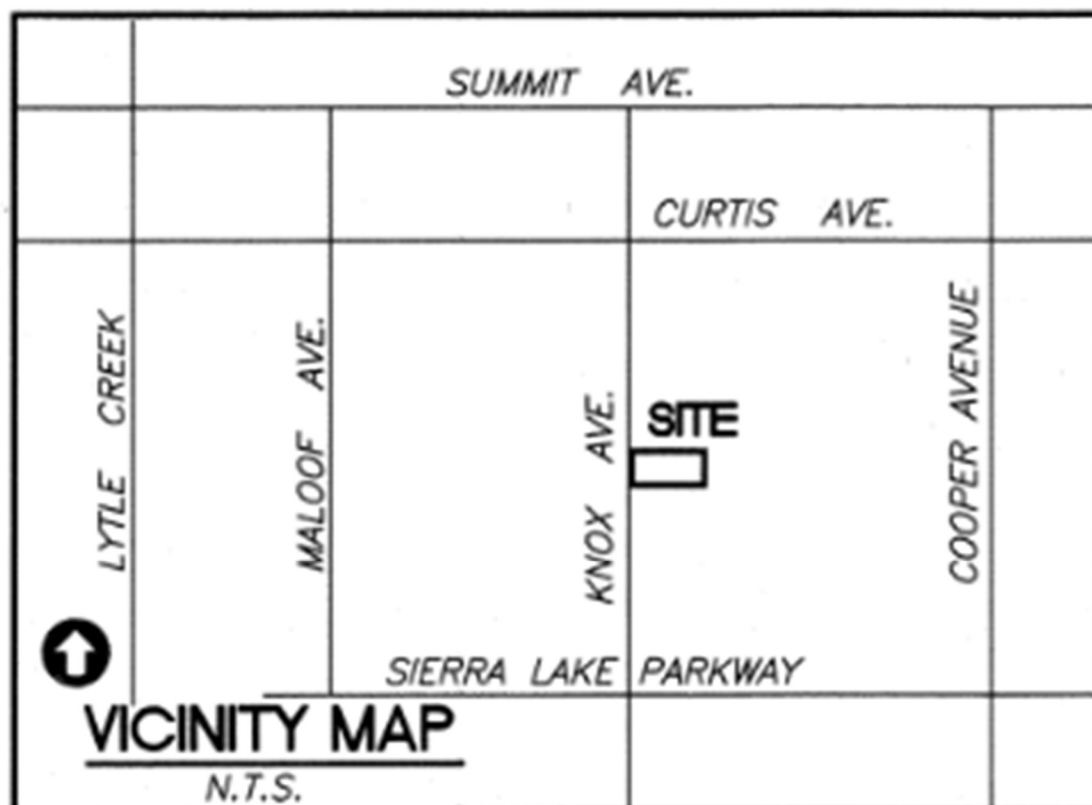 SUMMIT AVE.
CURTIS AVE.
LYTLE CREEK
MALOOF AVE.
KNOX AVE.
SITE
COOPER AVENUE
SIERRA LAKE PARKWAY
VICINITY MAP
N.T.S.